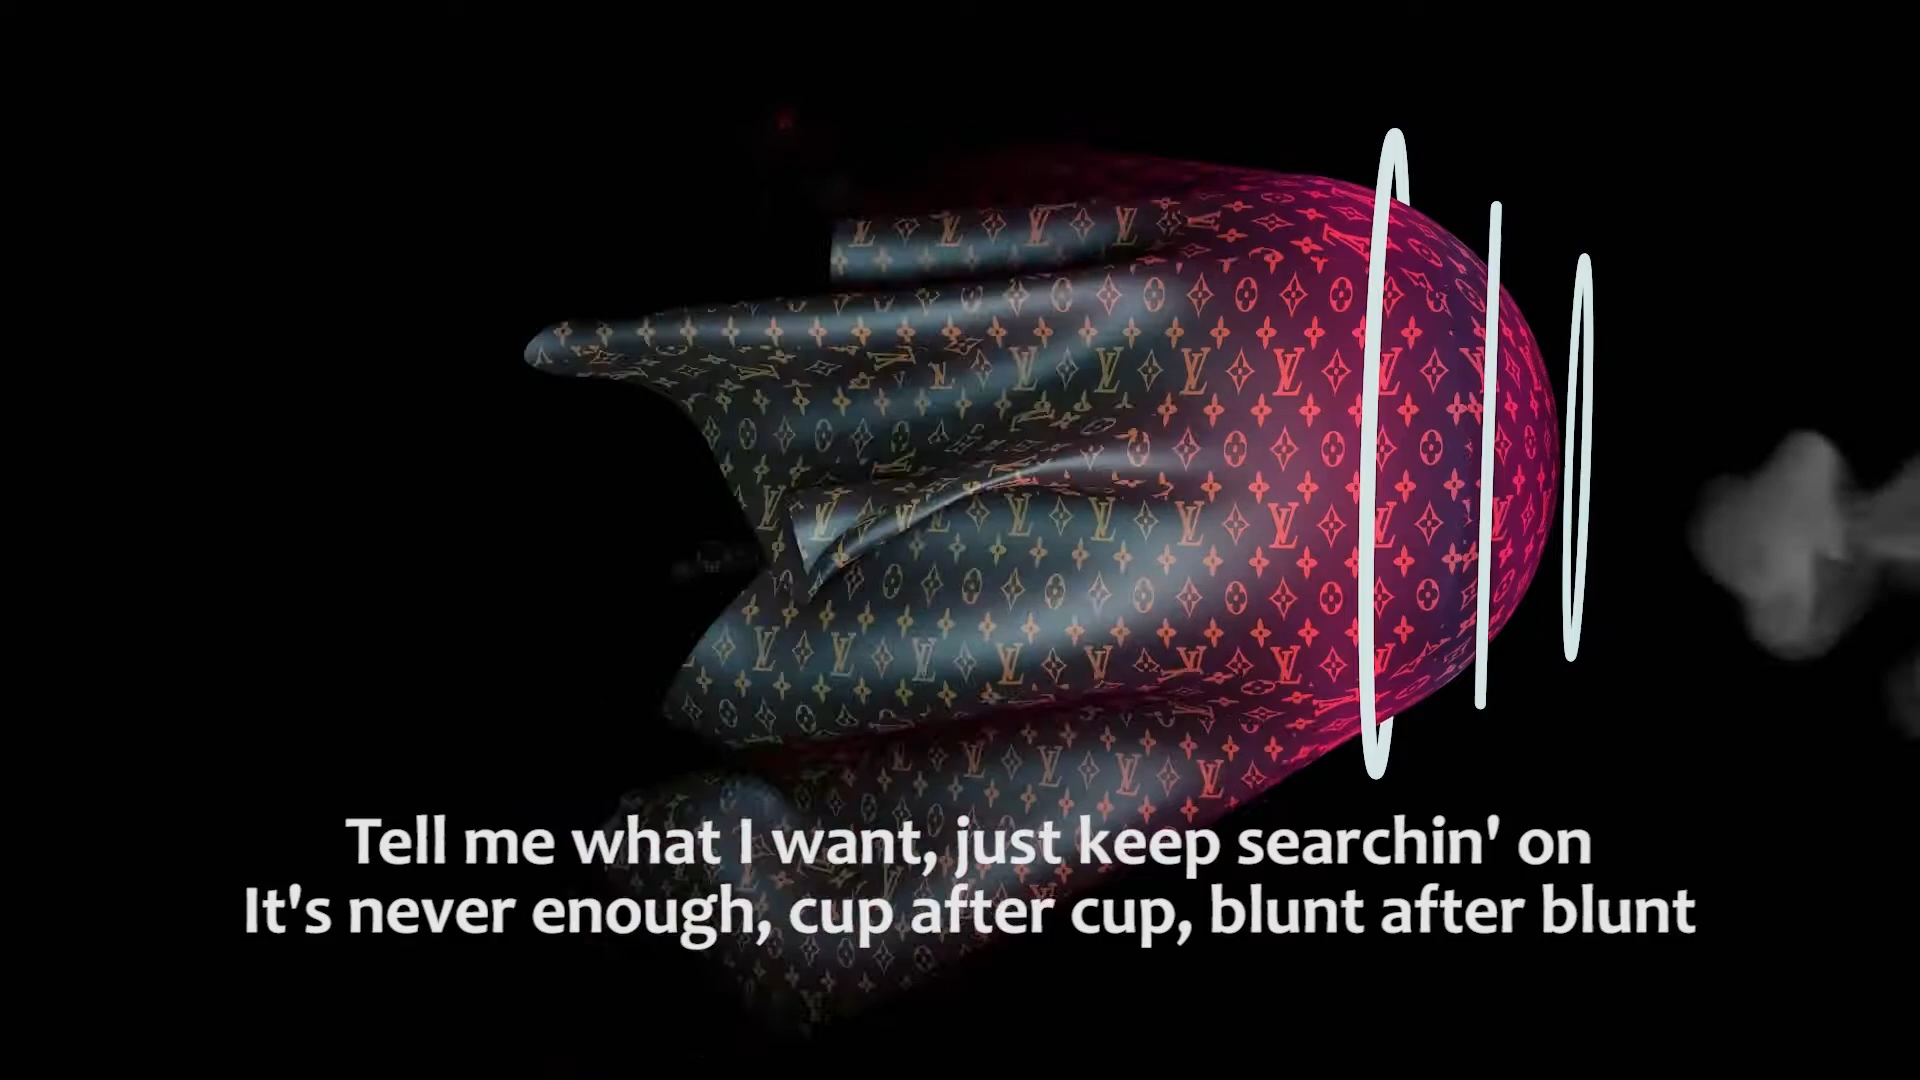 Tell me what I want, just keep searchin' on
It's never enough, cup after cup, blunt after blunt